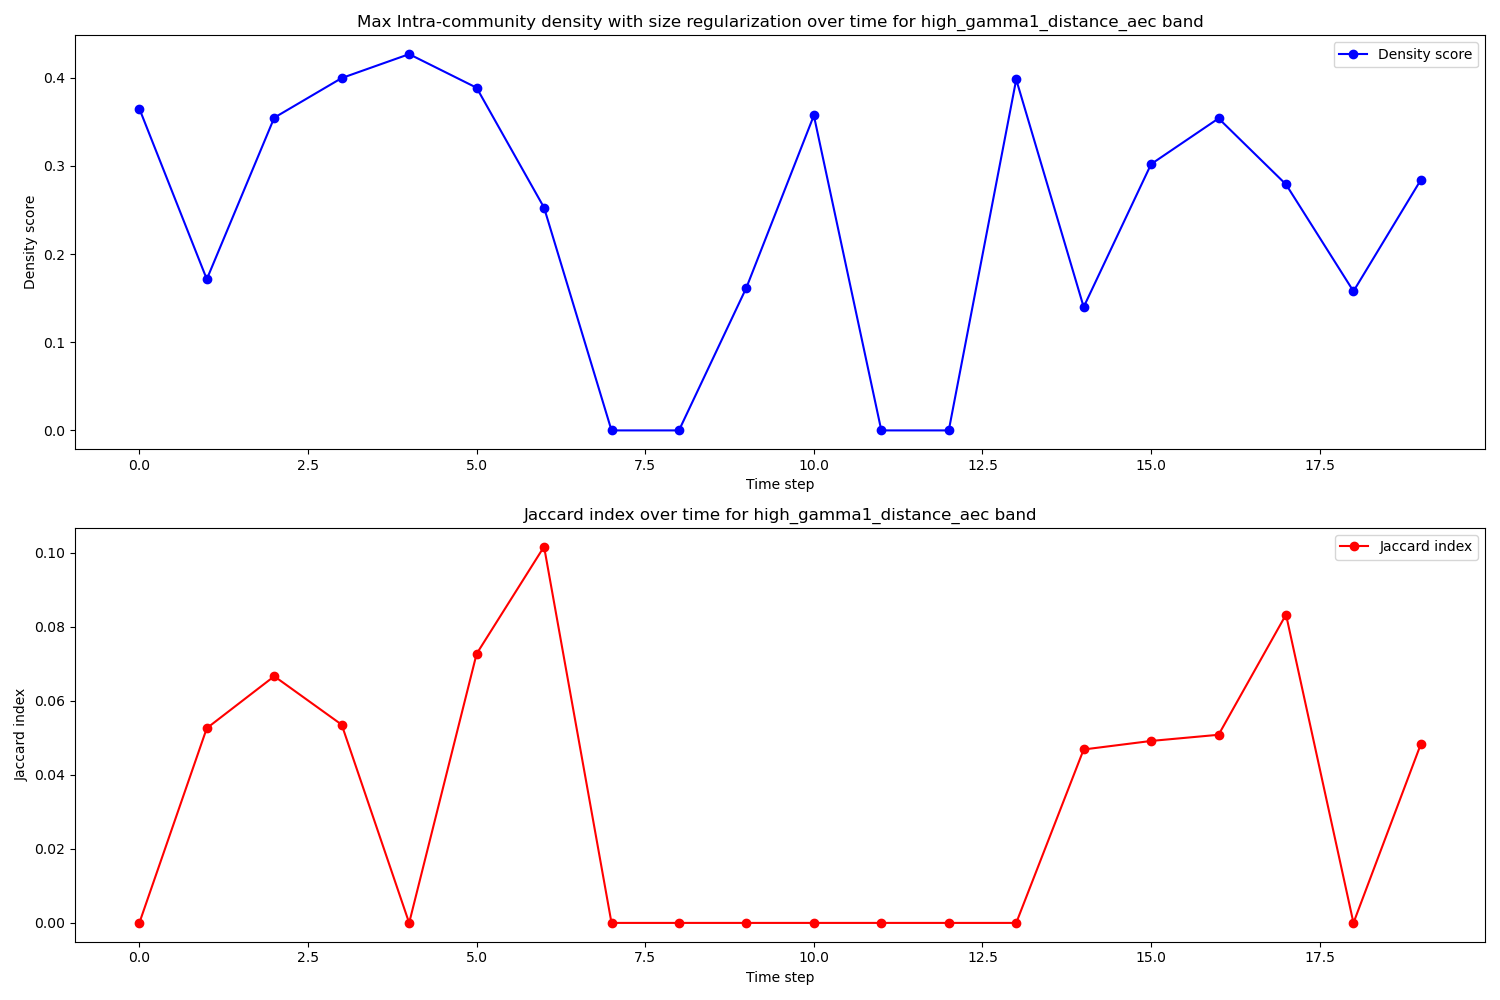 Max Intra-community density with size regularization over time for high_gamma1_distance_aec band
Density score
0.4
0.3
0.2
0.1
0.0
Density score
0.0 2.5 5.0 7.5 10.0 12.5 15.0 17.5
Time step
Jaccard index over time for high_gamma1_distance_aec band
Jaccard index
0.10
0.08
0.06
0.04
0.02
0.00
Jaccard index
0.0 2.5 5.0 7.5 10.0 12.5 15.0 17.5
Time step